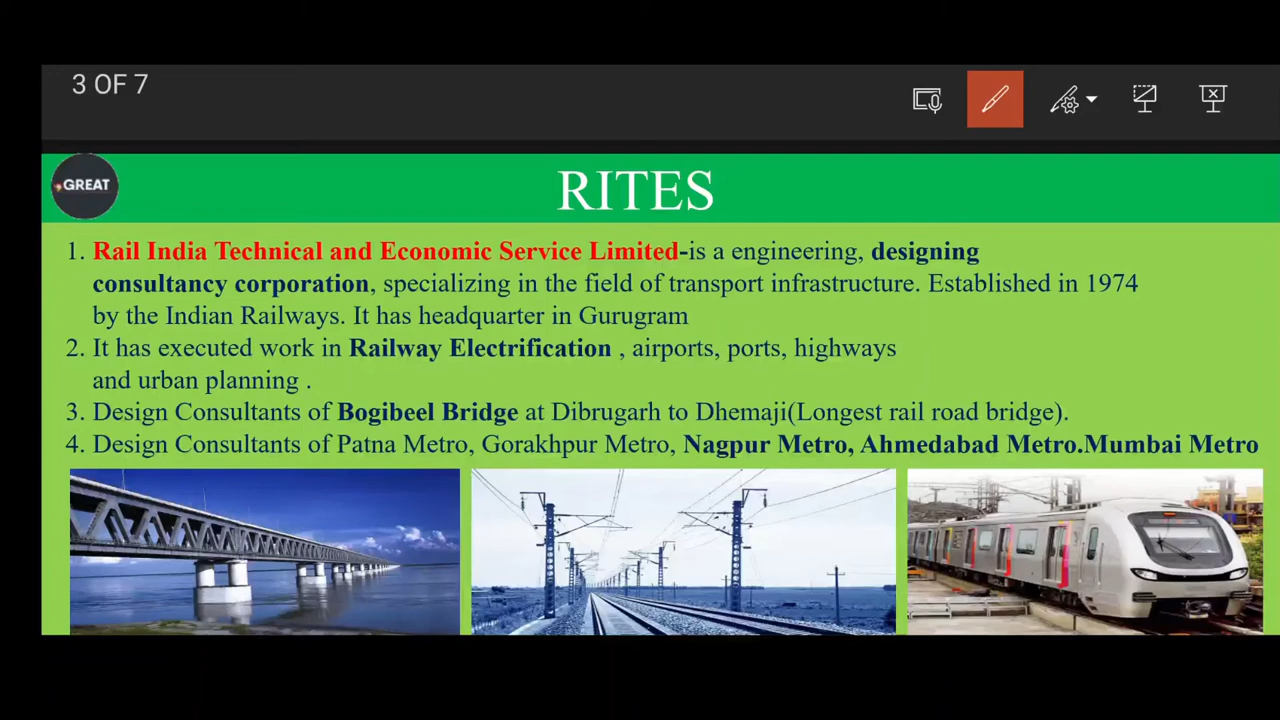 3 OF 7
GREAT
RITES
1. Rail India Technical and Economic Service Limited-is a engineering, designing
consultancy corporation, specializing in the field of transport infrastructure. Established in 1974
by the Indian Railways. It has headquarter in Gurugram
2. It has executed work in Railway Electrification , airports, ports, highways
and urban planning .
3. Design Consultants of Bogibeel Bridge at Dibrugarh to Dhemaji(Longest rail road bridge).
4. Design Consultants of Patna Metro, Gorakhpur Metro, Nagpur Metro, Ahmedabad Metro.Mumbai Metro